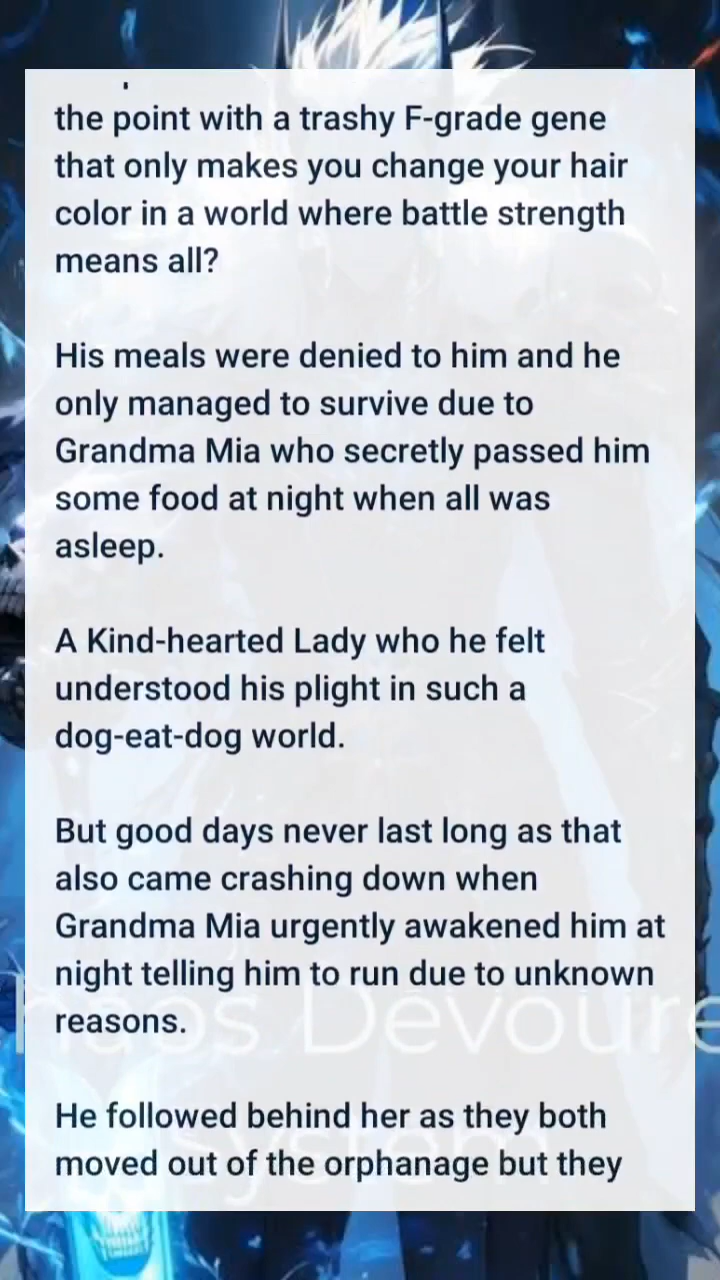 the point with a trashy F-grade gene
that only makes you change your hair
color in a world where battle strength
means all?
His meals were denied to him and he
only managed to survive due to
Grandma Mia who secretly passed him
some food at night when all was
asleep.
A Kind-hearted Lady who he felt
understood his plight in such a
dog-eat-dog world.
But good days never last long as that
also came crashing down when
Grandma Mia urgently awakened him at
night telling him to run due to unknown
reasons.
haos Devoure
He followed behind her as they both
system
moved out of the orphanage but they